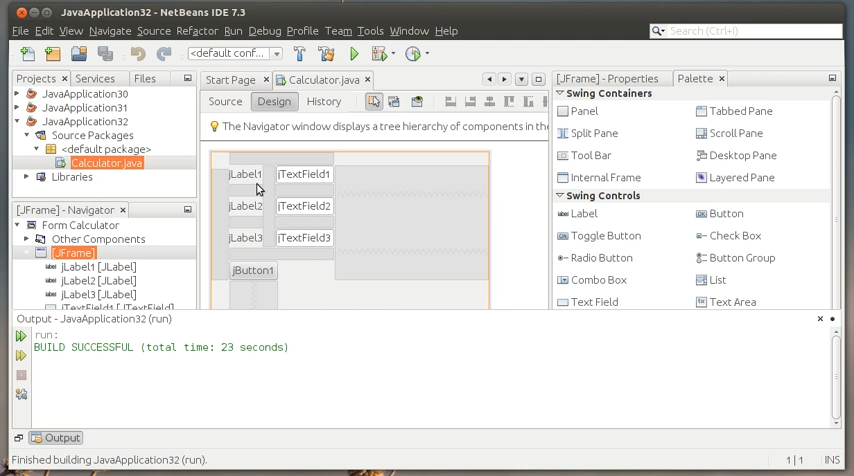 JavaApplication32 - NetBeans IDE 7.3
File Edit View Navigate Source Refactor Run Debug Profile Team Tools Window Help
Search (Ctrl+I)
<default conf...
Projects Services Files
JavaApplication30
JavaApplication31
JavaApplication32
Source Packages
<default package>
Calculator.java
Libraries
[JFrame] - Navigator
Form Calculator
Other Components
[JFrame]
label jLabel1 [JLabel]
label jLabel2 [JLabel]
label jLabel3 [JLabel]
jTextField1 [JTextField]
Start Page Calculator.java
Source Design History
The Navigator window displays a tree hierarchy of components in the
jLabel1 jTextField1
jLabel2 jTextField2
jLabel3 jTextField3
jButton1
[JFrame] - Properties Palette
Swing Containers
Panel Tabbed Pane
Split Pane Scroll Pane
Tool Bar Desktop Pane
Internal Frame Layered Pane
Swing Controls
label Label Button
Toggle Button Check Box
Radio Button Button Group
Combo Box List
Text Field Text Area
Output - JavaApplication32 (run)
run:
BUILD SUCCESSFUL (total time: 23 seconds)
Output
Finished building JavaApplication32 (run).
1|1 INS